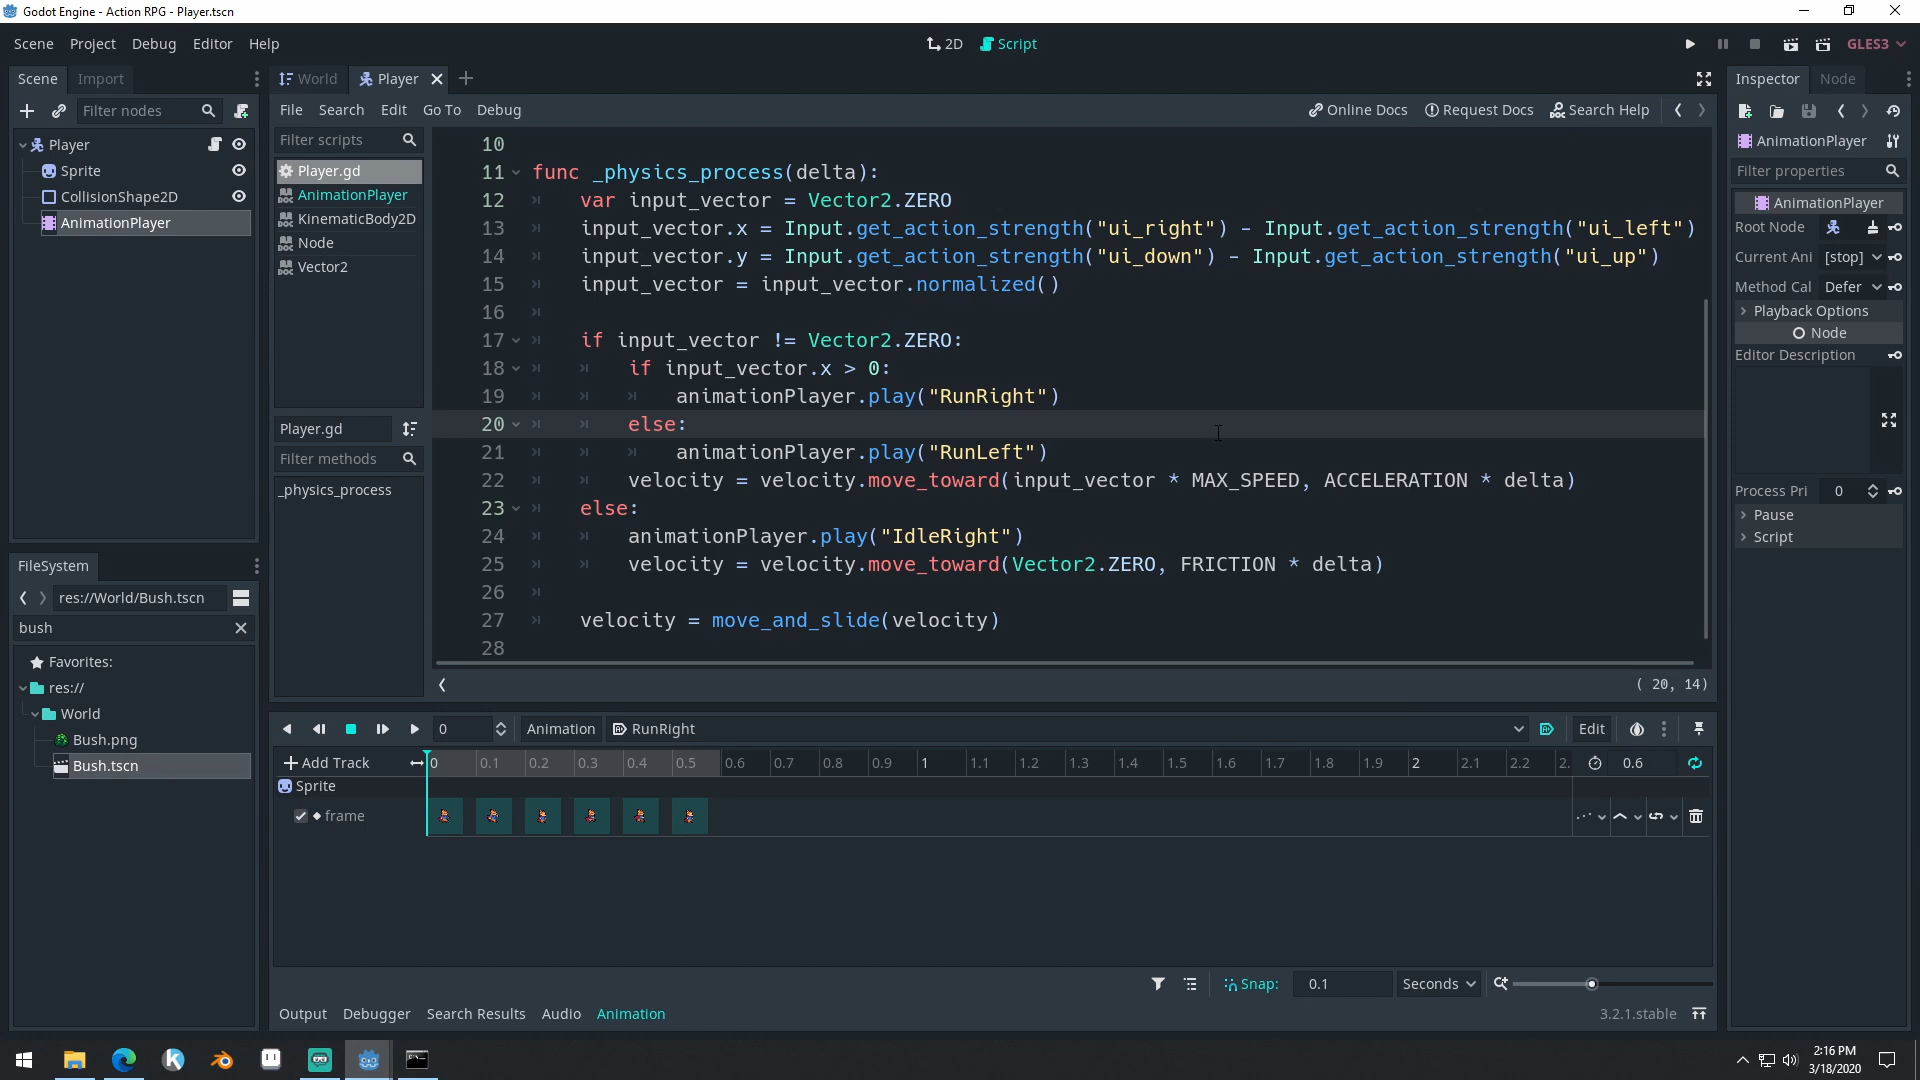 Godot Engine - Action RPG - Player.tscn
Scene Project Debug Editor Help
2D Script
GLES3
Scene Import
World Player
Inspector Node
Filter nodes
File Search Edit Go To Debug
Online Docs Request Docs Search Help
Player
Sprite
CollisionShape2D
AnimationPlayer
Filter scripts
Player.gd
AnimationPlayer
KinematicBody2D
Node
Vector2
Player.gd
Filter methods
_physics_process
10
11 func _physics_process(delta):
12 var input_vector = Vector2.ZERO
13 input_vector.x = Input.get_action_strength("ui_right") - Input.get_action_strength("ui_left")
14 input_vector.y = Input.get_action_strength("ui_down") - Input.get_action_strength("ui_up")
15 input_vector = input_vector.normalized()
16
17 if input_vector != Vector2.ZERO:
18 if input_vector.x > 0:
19 animationPlayer.play("RunRight")
20 else:
21 animationPlayer.play("RunLeft")
22 velocity = velocity.move_toward(input_vector * MAX_SPEED, ACCELERATION * delta)
23 else:
24 animationPlayer.play("IdleRight")
25 velocity = velocity.move_toward(Vector2.ZERO, FRICTION * delta)
26
27 velocity = move_and_slide(velocity)
28
( 20, 14)
AnimationPlayer
Filter properties
AnimationPlayer
Root Node
Current Ani [stop]
Method Cal Defer
Playback Options
Node
Editor Description
Process Pri 0
Pause
Script
FileSystem
res://World/Bush.tscn
bush
Favorites:
res://
World
Bush.png
Bush.tscn
0 Animation RunRight Edit
Add Track 0 0.1 0.2 0.3 0.4 0.5 0.6 0.7 0.8 0.9 1 1.1 1.2 1.3 1.4 1.5 1.6 1.7 1.8 1.9 2 2.1 2.2 2. 0.6
Sprite
frame
Snap: 0.1 Seconds
Output Debugger Search Results Audio Animation
3.2.1.stable
2:16 PM
3/18/2020